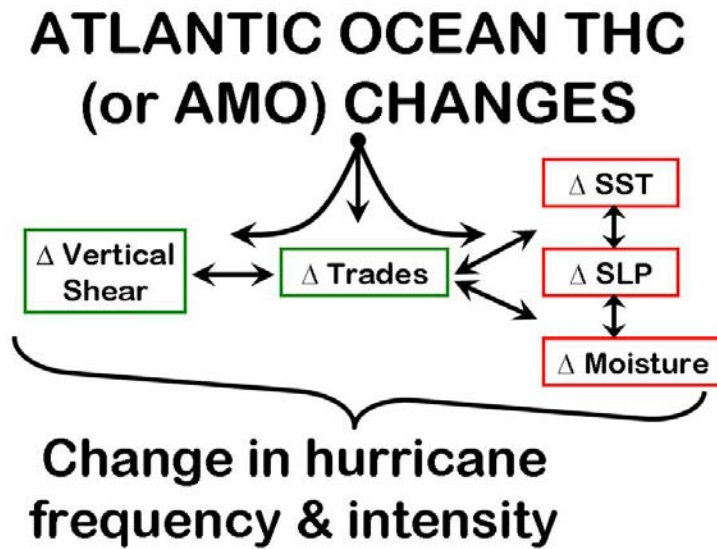 ATLANTIC OCEAN THC
(or AMO) CHANGES
Δ SST
Δ Vertical
Shear
Δ Trades
Δ SLP
Δ Moisture
Change in hurricane
frequency & intensity